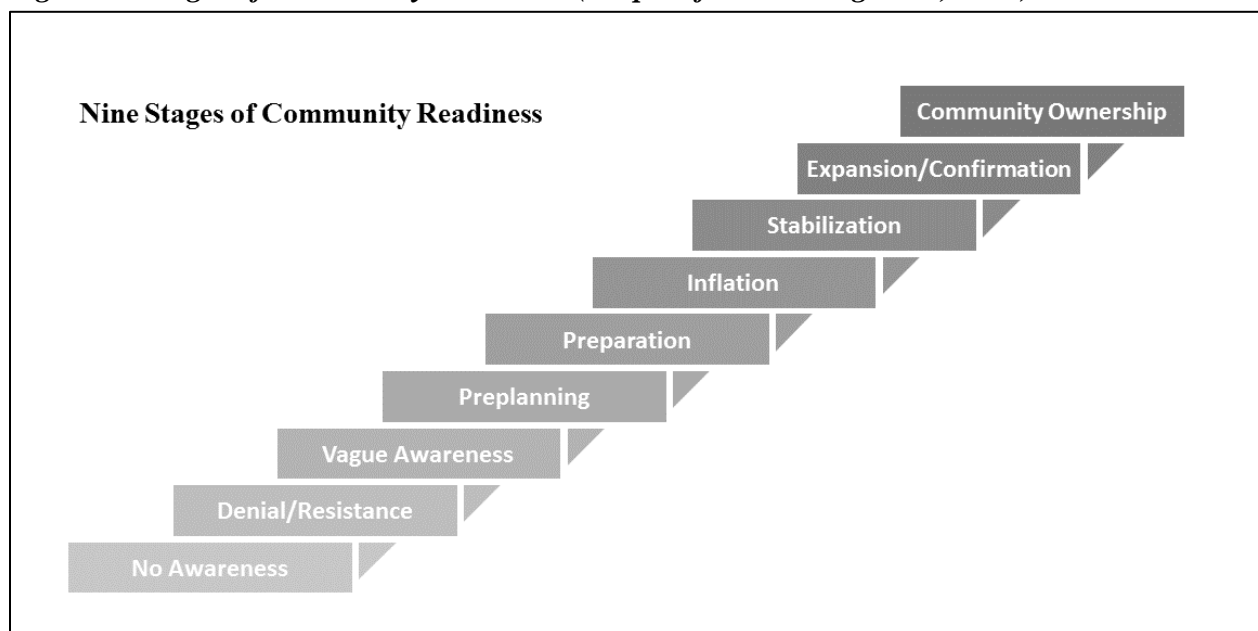 Nine Stages of Community Readiness
Community Ownership
Expansion/Confirmation
Stabilization
Inflation
Preparation
Preplanning
Vague Awareness
Denial/Resistance
No Awareness